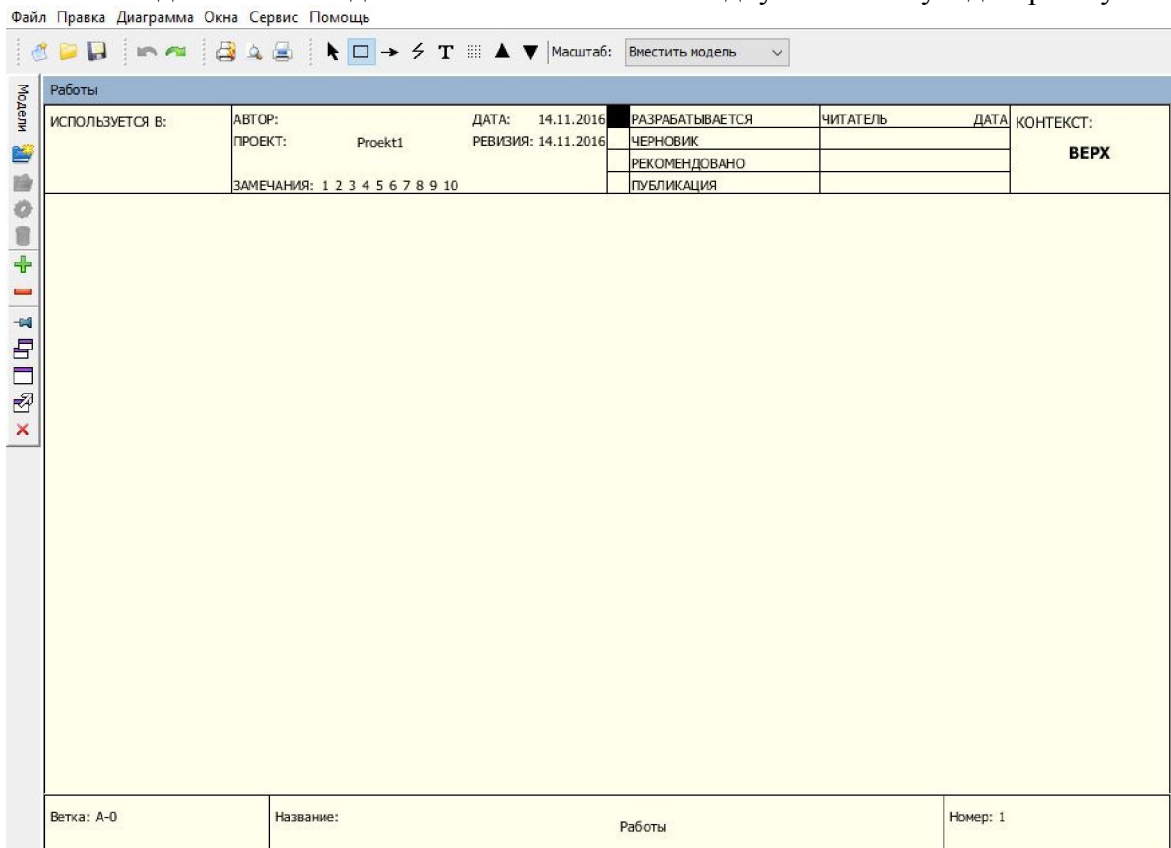 Файл Правка Диаграмма Окна Сервис Помощь
Масштаб: Вместить модель
Модели
Работы
ИСПОЛЬЗУЕТСЯ В:
АВТОР:
ДАТА: 14.11.2016
РАЗРАБАТЫВАЕТСЯ
ЧИТАТЕЛЬ ДАТА
КОНТЕКСТ:
ПРОЕКТ: Proekt1
РЕВИЗИЯ: 14.11.2016
ЧЕРНОВИК
ВЕРХ
РЕКОМЕНДОВАНО
ЗАМЕЧАНИЯ: 1 2 3 4 5 6 7 8 9 10
ПУБЛИКАЦИЯ
Ветка: A-0
Название:
Работы
Номер: 1